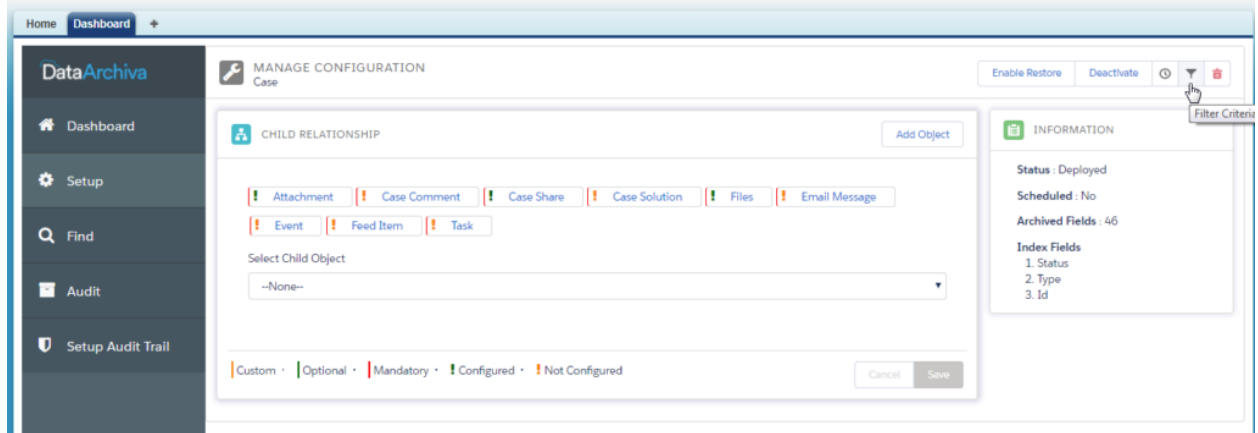 Home Dashboard +
DataArchiva
Dashboard
Setup
Find
Audit
Setup Audit Trail
MANAGE CONFIGURATION
Case
Enable Restore Deactivate
Filter Criteria
CHILD RELATIONSHIP
Add Object
! Attachment ! Case Comment ! Case Share ! Case Solution ! Files ! Email Message
! Event ! Feed Item ! Task
Select Child Object
--None--
Custom · Optional · Mandatory · ! Configured · ! Not Configured
Cancel Save
INFORMATION
Status : Deployed
Scheduled : No
Archived Fields : 46
Index Fields
1. Status
2. Type
3. Id